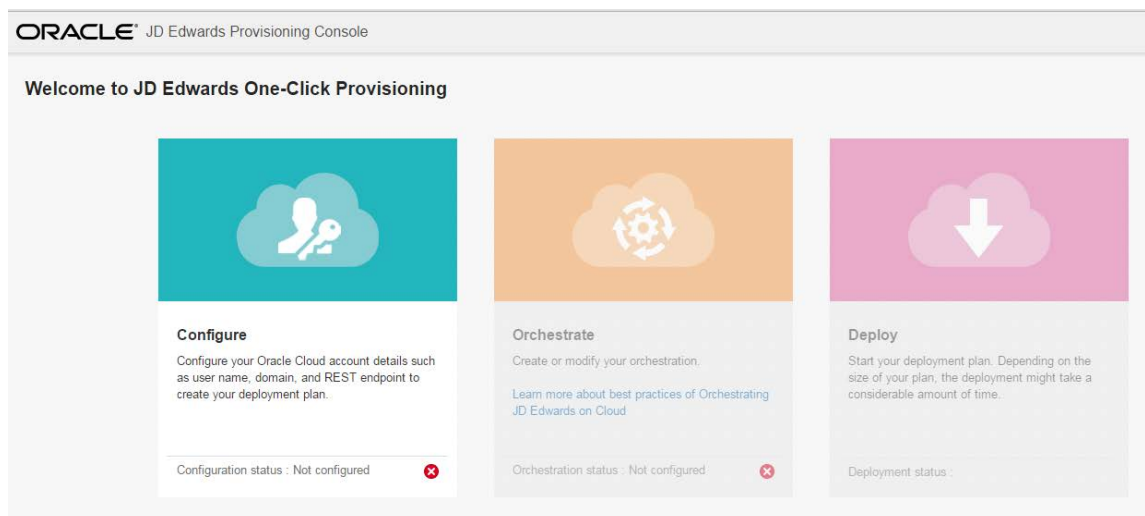 ORACLE® JD Edwards Provisioning Console
Welcome to JD Edwards One-Click Provisioning
Configure
Configure your Oracle Cloud account details such
as user name, domain, and REST endpoint to
create your deployment plan.
Configuration status : Not configured
Orchestrate
Create or modify your orchestration.
Learn more about best practices of Orchestrating
JD Edwards on Cloud
Orchestration status : Not configured
Deploy
Start your deployment plan. Depending on the
size of your plan, the deployment might take a
considerable amount of time.
Deployment status :